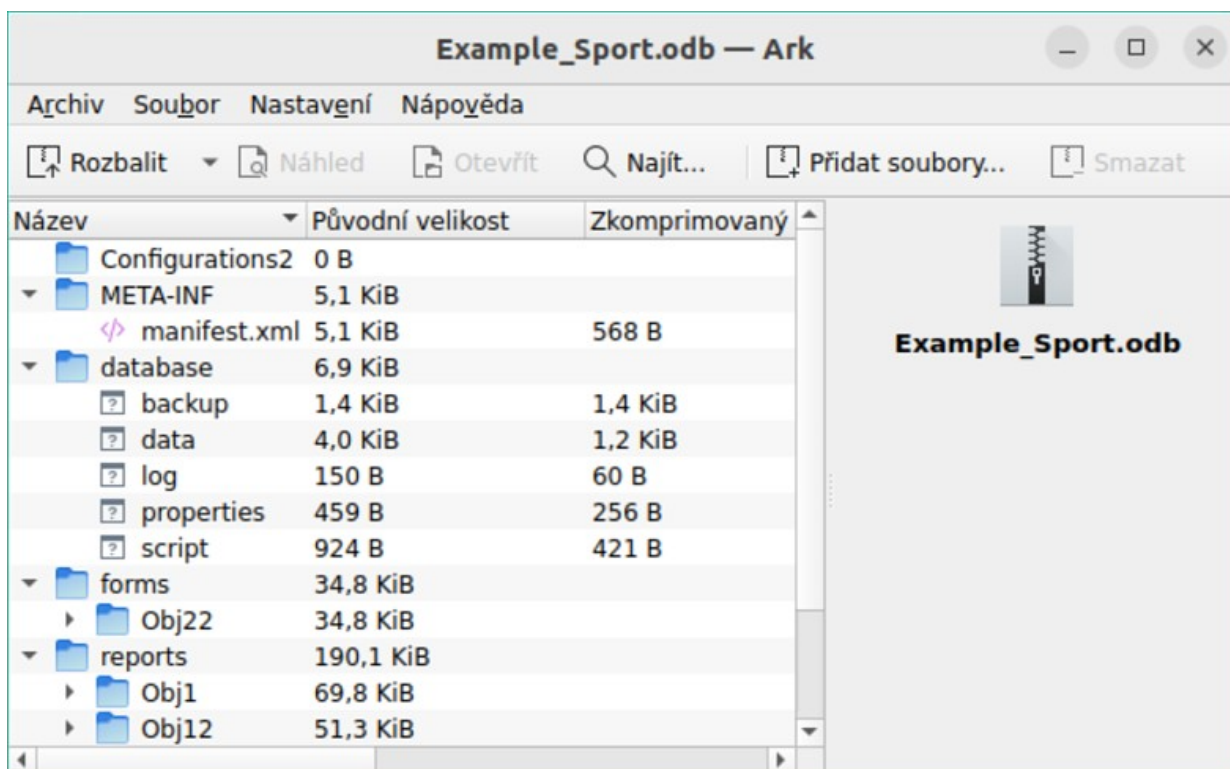 Example_Sport.odb — Ark
Archiv Soubor Nastavení Nápověda
Rozbalit Náhled Otevřít Najít... Přidat soubory... Smazat
Název Původní velikost Zkomprimovaný
Configurations2 0 B
META-INF 5,1 KiB
manifest.xml 5,1 KiB 568 B
database 6,9 KiB
backup 1,4 KiB 1,4 KiB
data 4,0 KiB 1,2 KiB
log 150 B 60 B
properties 459 B 256 B
script 924 B 421 B
forms 34,8 KiB
Obj22 34,8 KiB
reports 190,1 KiB
Obj1 69,8 KiB
Obj12 51,3 KiB
Example_Sport.odb